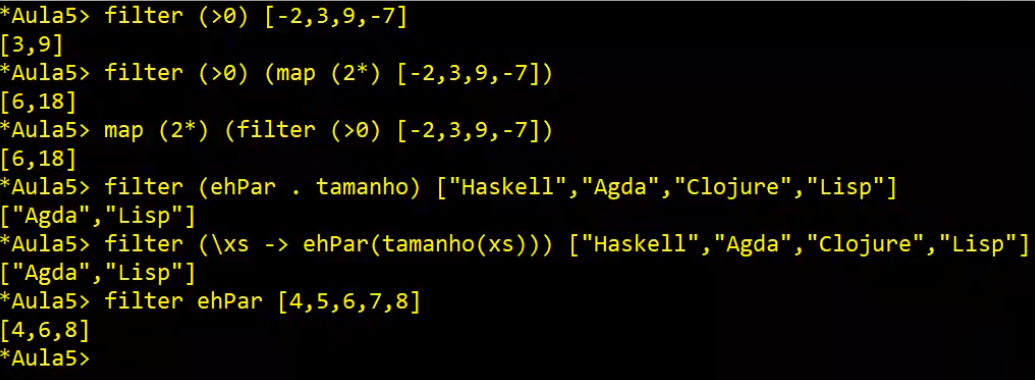 *Aula5> filter (>0) [-2,3,9,-7]
[3,9]
*Aula5> filter (>0) (map (2*) [-2,3,9,-7])
[6,18]
*Aula5> map (2*) (filter (>0) [-2,3,9,-7])
[6,18]
*Aula5> filter (ehPar . tamanho) ["Haskell","Agda","Clojure","Lisp"]
["Agda","Lisp"]
*Aula5> filter (\xs -> ehPar(tamanho(xs))) ["Haskell","Agda","Clojure","Lisp"]
["Agda","Lisp"]
*Aula5> filter ehPar [4,5,6,7,8]
[4,6,8]
*Aula5>